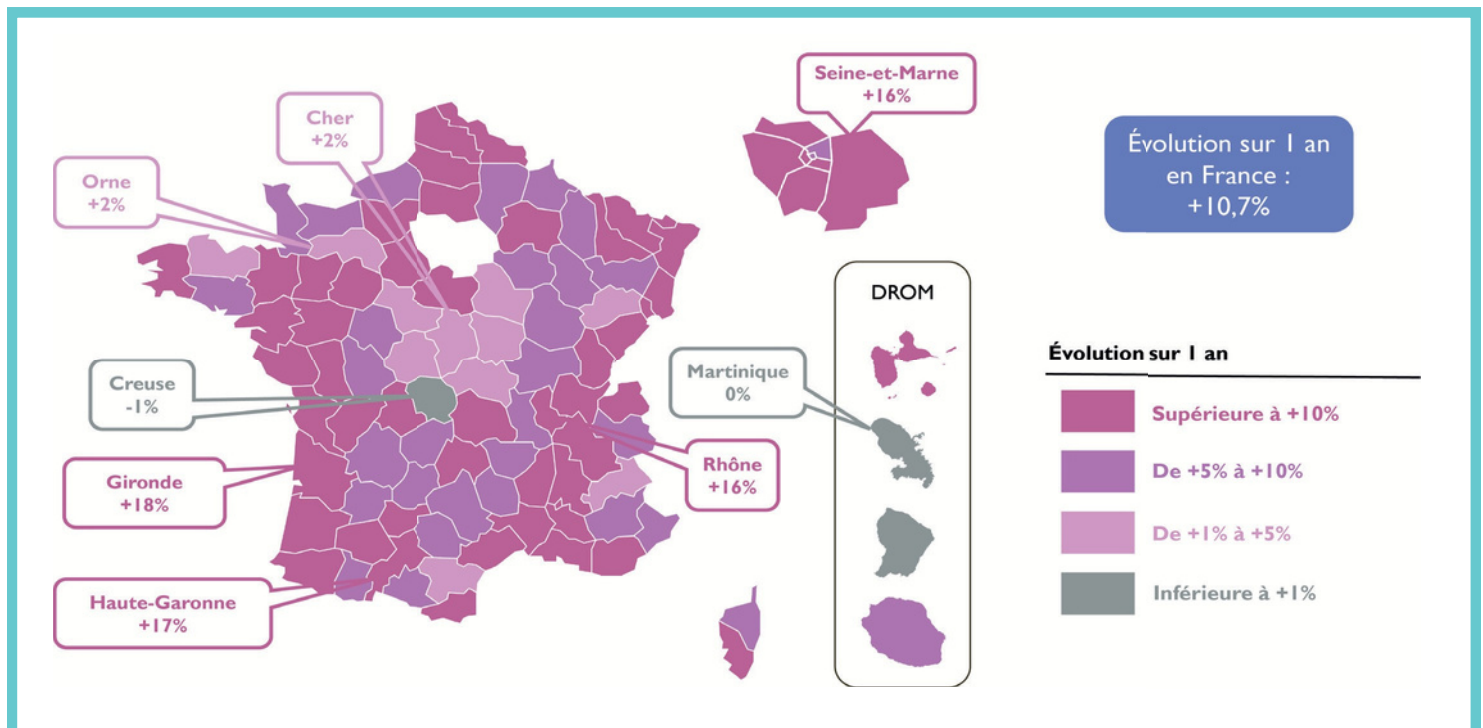 Seine-et-Marne
+16%
Cher
+2%
Évolution sur 1 an
en France :
+10,7%
Orne
+2%
DROM
Évolution sur 1 an
Martinique
0%
Creuse
-1%
Supérieure à +10%
De +5% à +10%
Gironde
+18%
Rhône
+16%
De +1% à +5%
Inférieure à +1%
Haute-Garonne
+17%